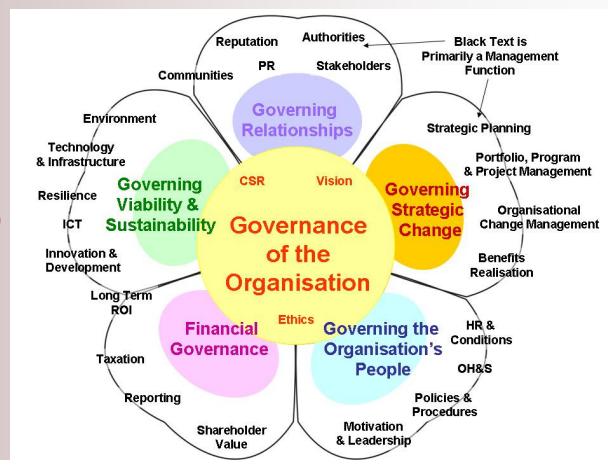 Reputation
Authorities
PR
Stakeholders
Communities
Black Text is
Primarily a Management
Function
Governing
Relationships
Environment
Technology
& Infrastructure
Resilience
ICT
Innovation &
Development
Governing
Viability &
Sustainability
CSR
Vision
Governance
of the
Organisation
Ethics
Governing
Strategic
Change
Strategic Planning
Portfolio, Program
& Project Management
Organisational
Change Management
Benefits
Realisation
Long Term
ROI
Taxation
Reporting
Shareholder
Value
Financial
Governance
Governing the
Organisation's
People
HR &
Conditions
OH&S
Policies &
Procedures
Motivation
& Leadership